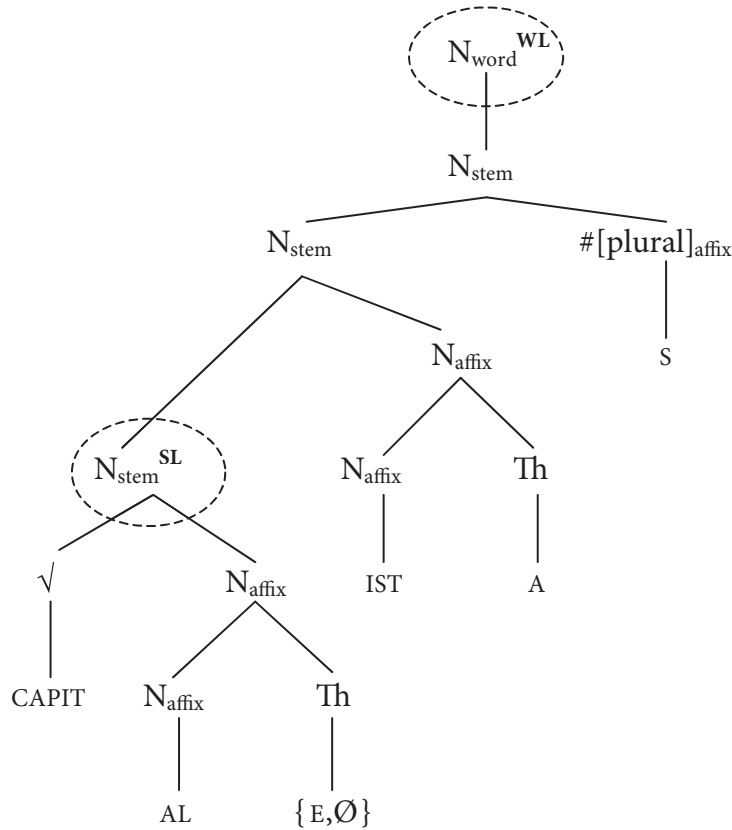 N_word^WL
N_stem
N_stem #[plural]_affix
N_affix S
N_stem^SL N_affix Th
√ N_affix IST A
CAPIT N_affix Th
AL {E,Ø}